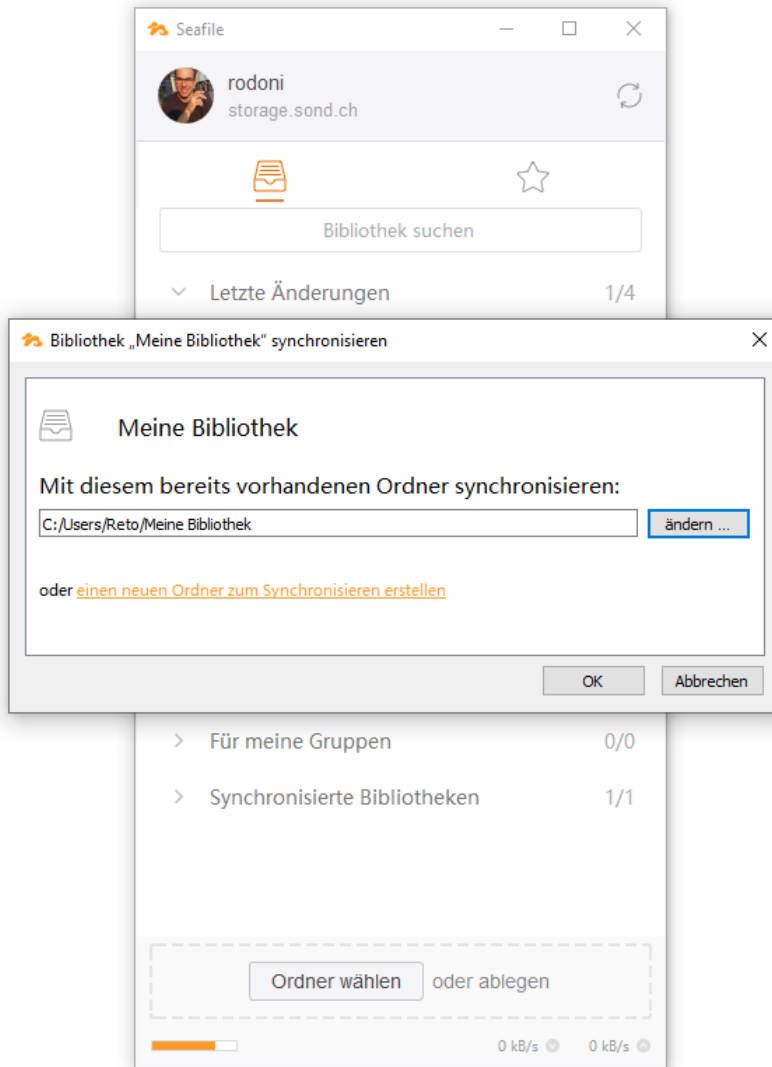 Seafile
rodoni
storage.sond.ch
Bibliothek suchen
Letzte Änderungen 1/4
Bibliothek „Meine Bibliothek“ synchronisieren
Meine Bibliothek
Mit diesem bereits vorhandenen Ordner synchronisieren:
C:/Users/Reto/Meine Bibliothek ändern ...
oder einen neuen Ordner zum Synchronisieren erstellen
OK Abbrechen
Für meine Gruppen 0/0
Synchronisierte Bibliotheken 1/1
Ordner wählen oder ablegen
0 kB/s 0 kB/s